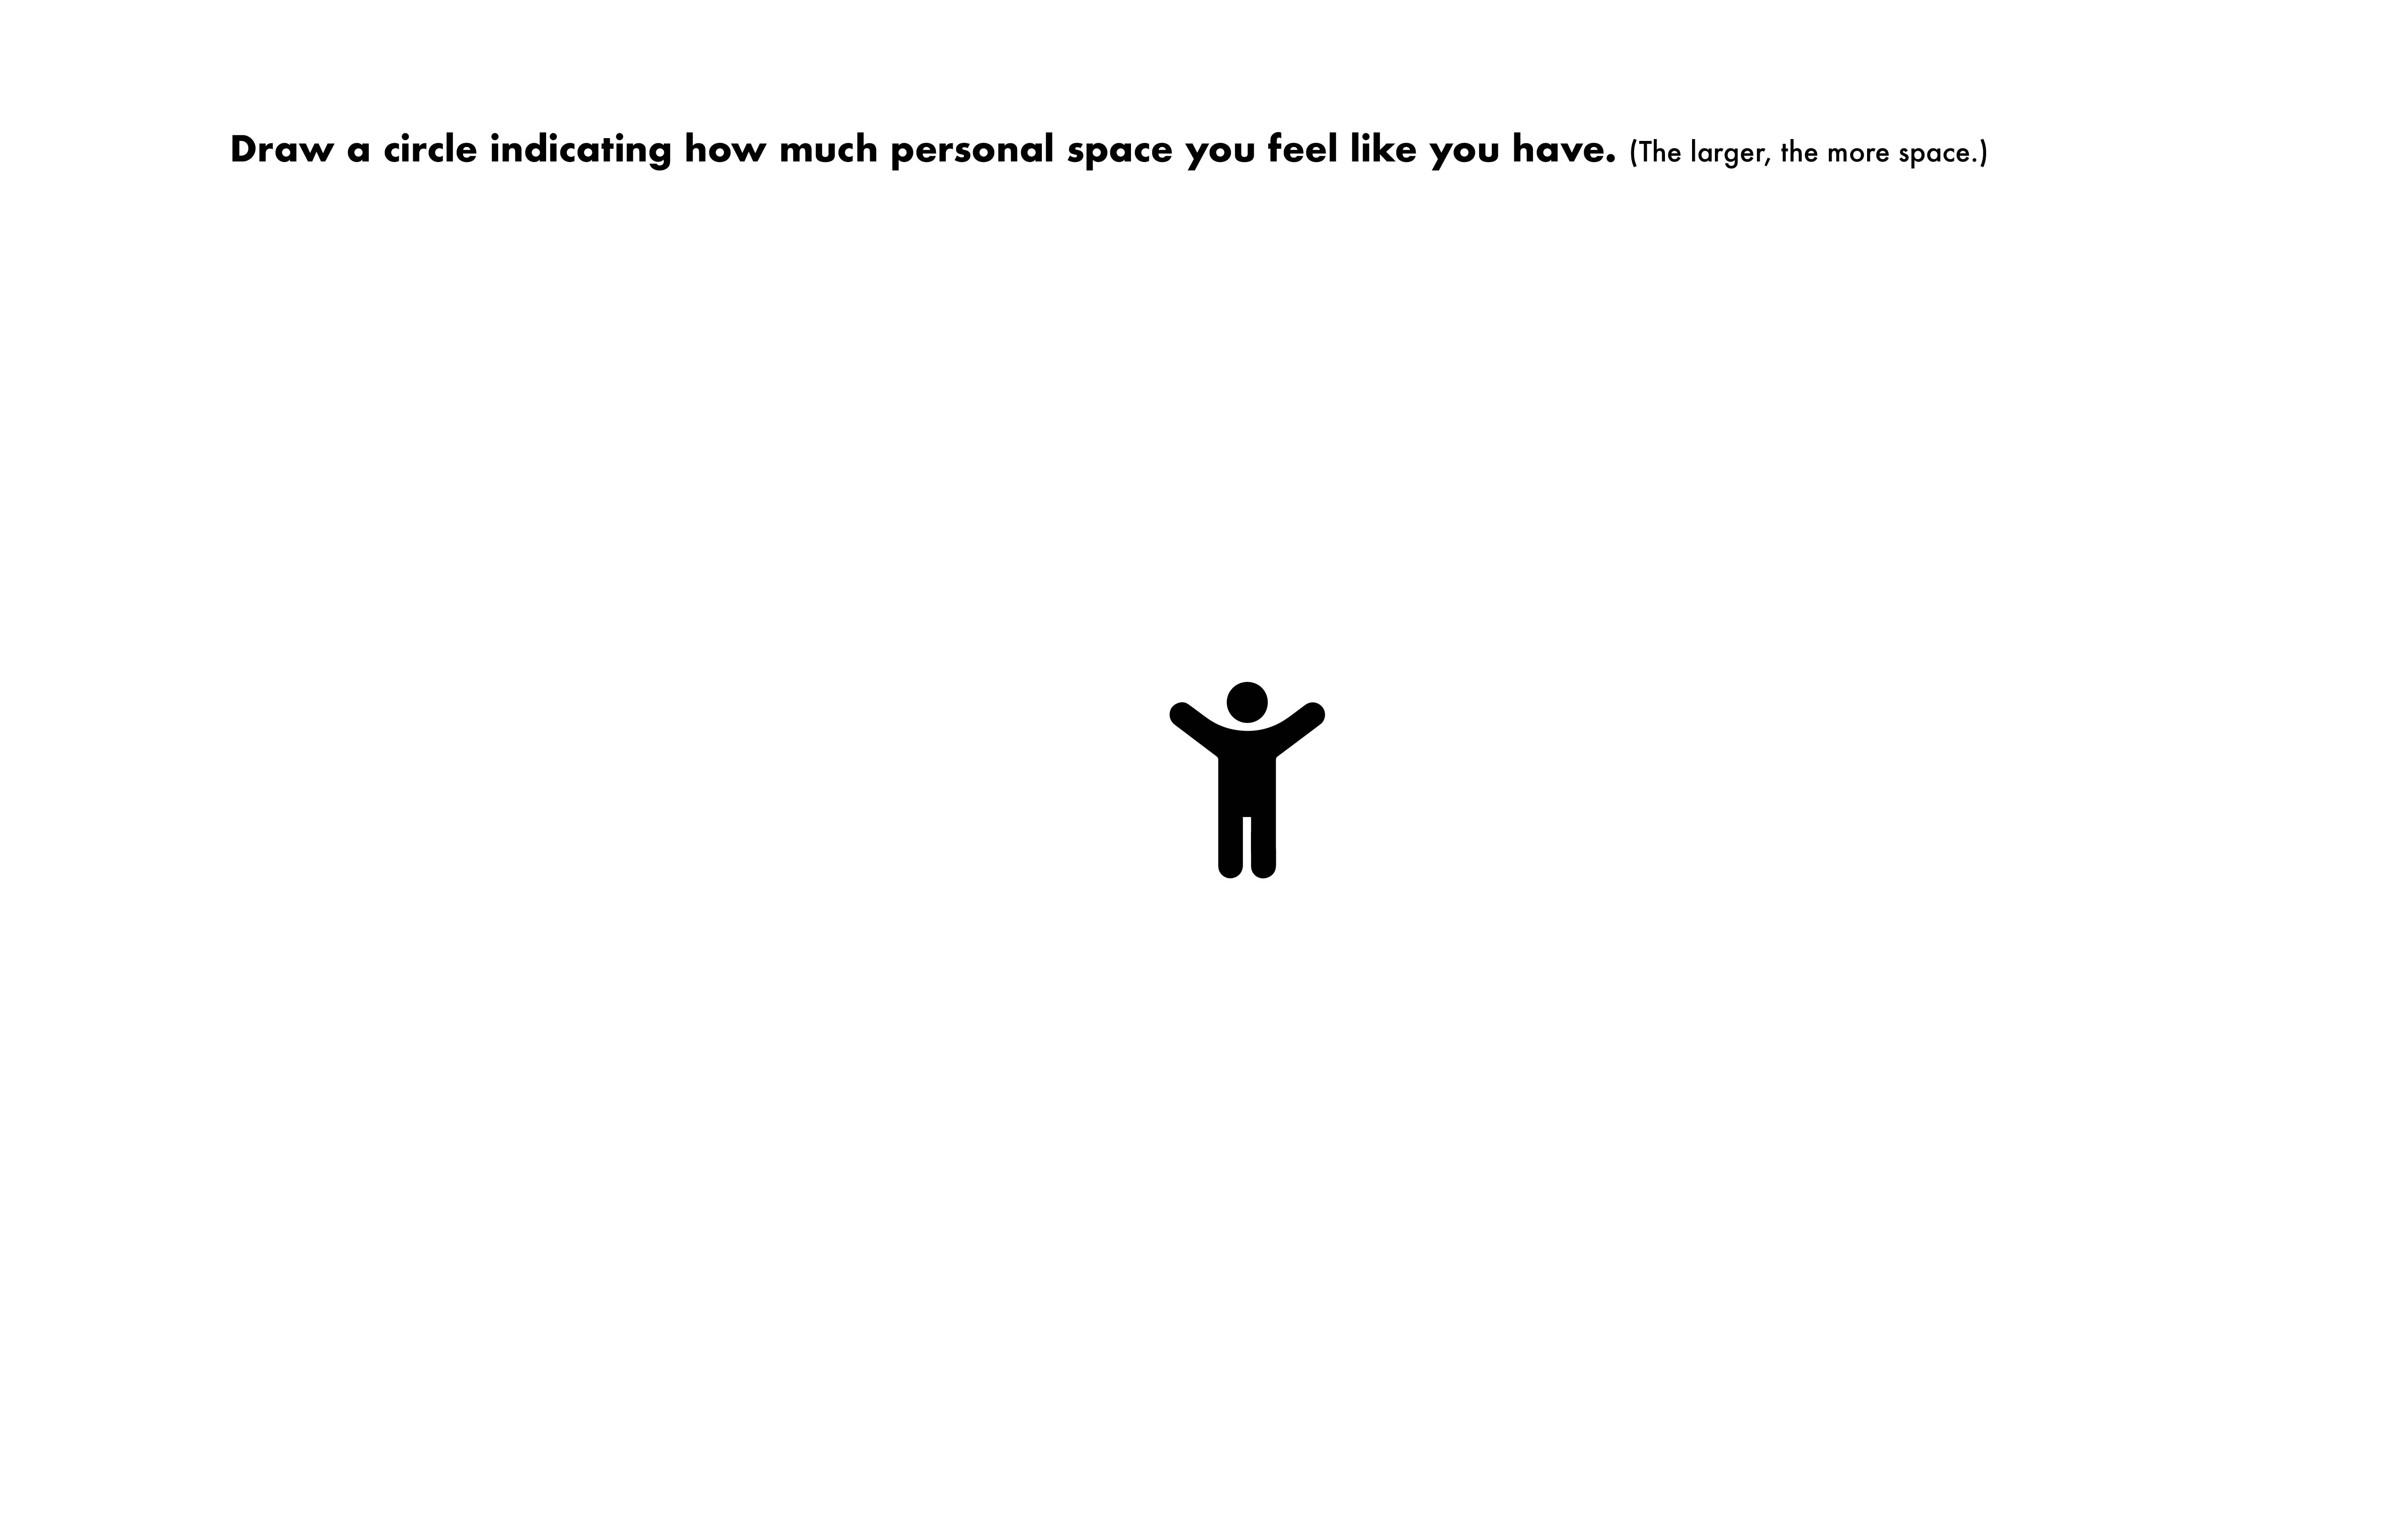 Draw a circle indicating how much personal space you feel like you have. (The larger, the more space.)